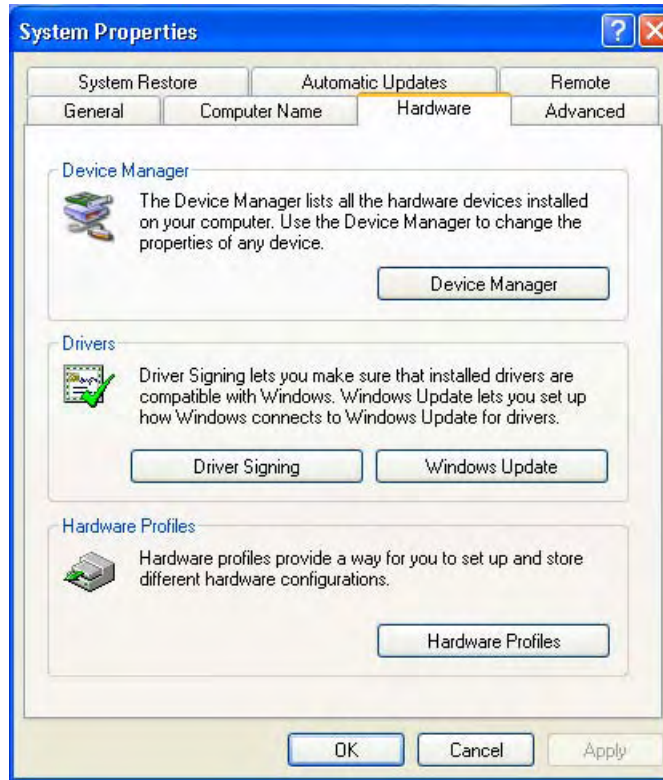 System Properties
System Restore Automatic Updates Remote
General Computer Name Hardware Advanced
Device Manager
The Device Manager lists all the hardware devices installed
on your computer. Use the Device Manager to change the
properties of any device.
Device Manager
Drivers
Driver Signing lets you make sure that installed drivers are
compatible with Windows. Windows Update lets you set up
how Windows connects to Windows Update for drivers.
Driver Signing Windows Update
Hardware Profiles
Hardware profiles provide a way for you to set up and store
different hardware configurations.
Hardware Profiles
OK Cancel Apply